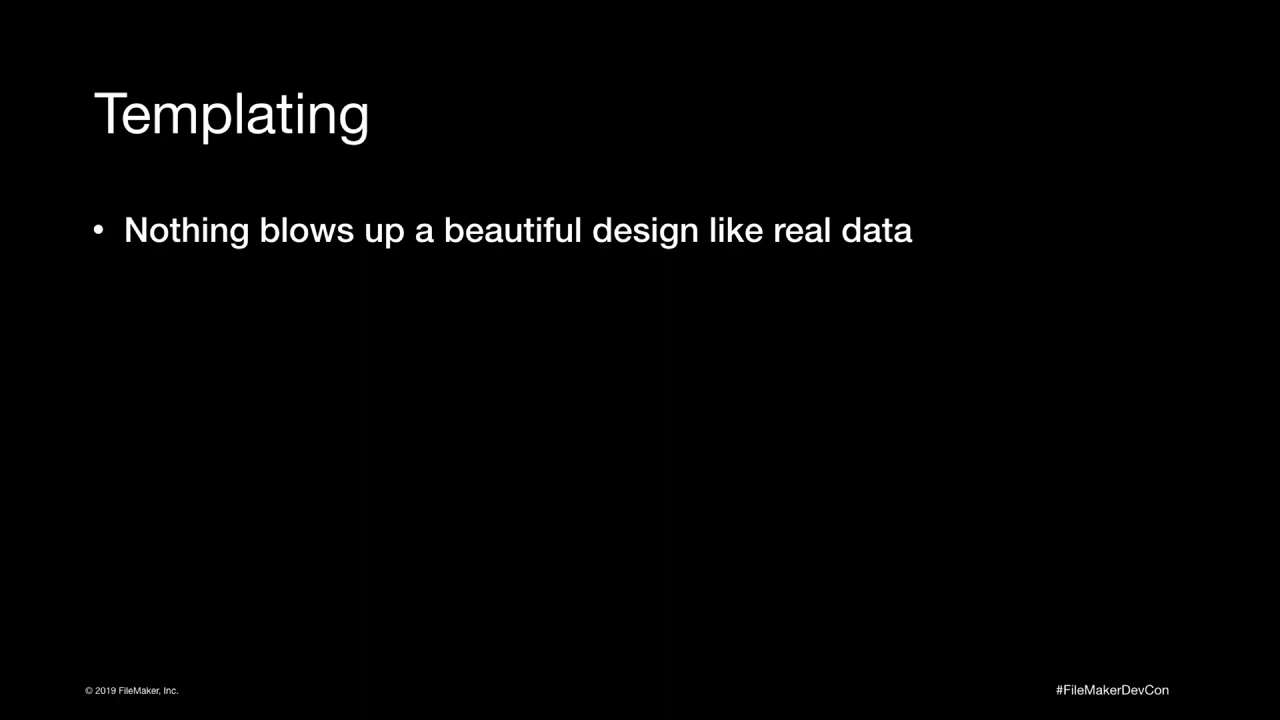 Templating
• Nothing blows up a beautiful design like real data
© 2019 FileMaker, Inc.
#FileMakerDevCon